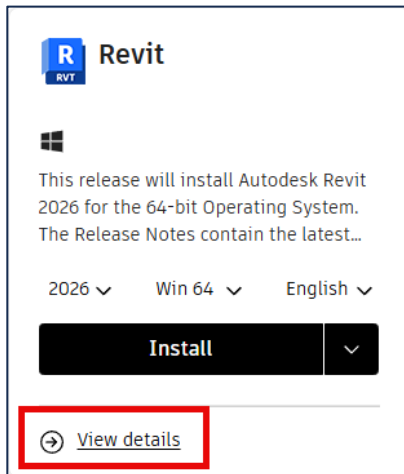 R
RVT
Revit
This release will install Autodesk Revit
2026 for the 64-bit Operating System.
The Release Notes contain the latest...
2026 Win 64 English
Install
View details